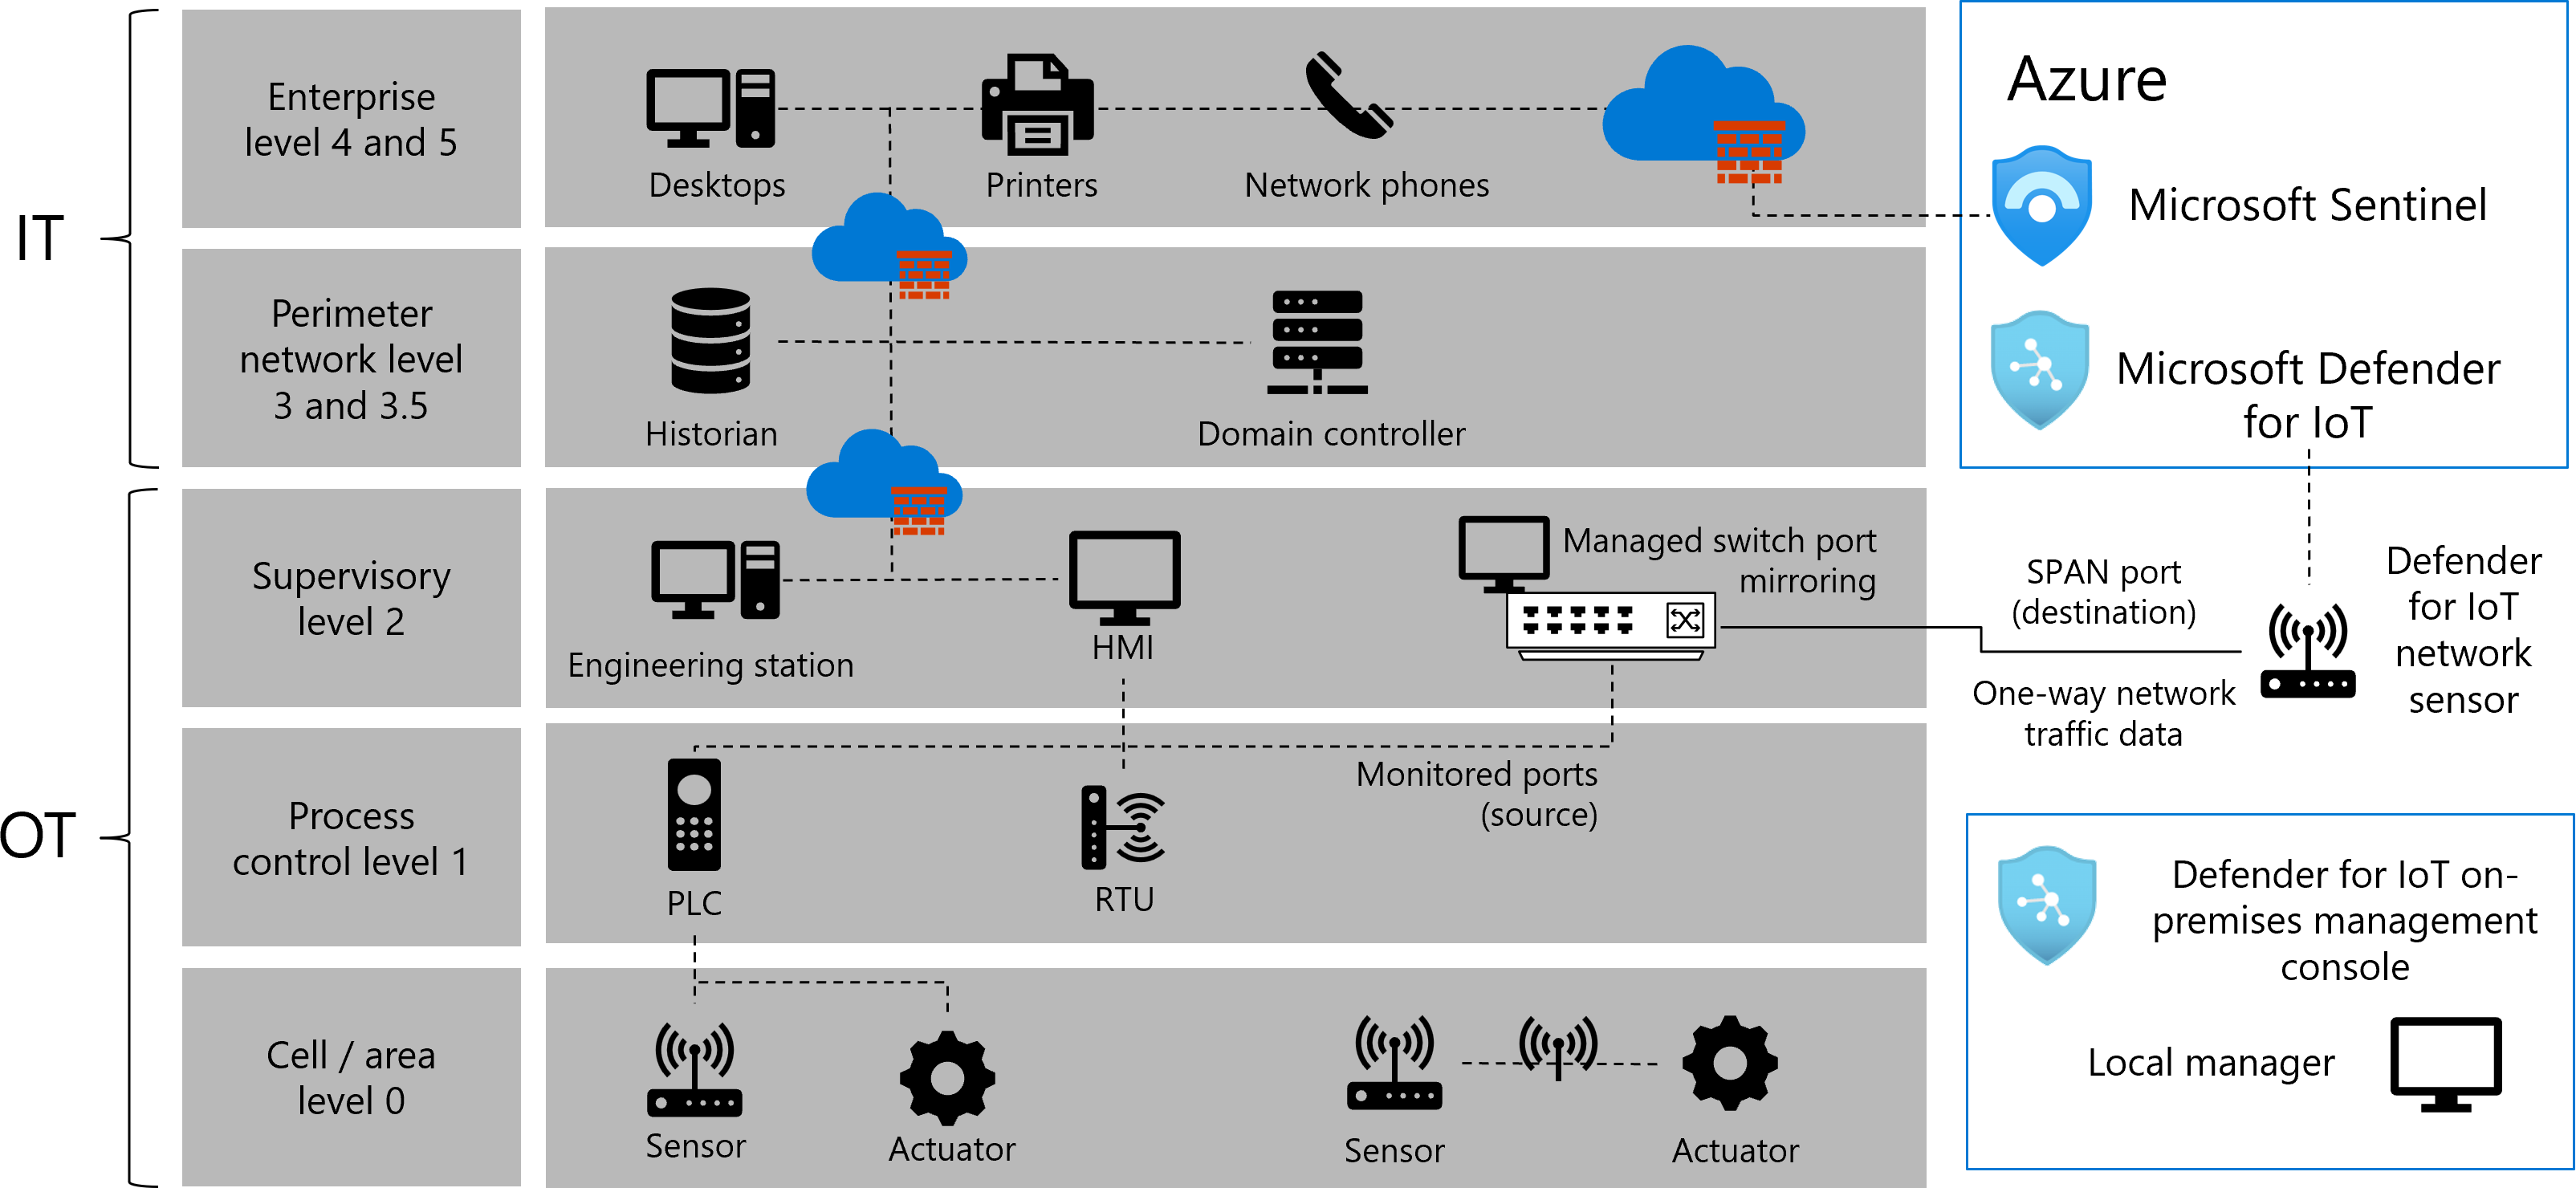 IT
Enterprise
level 4 and 5
Desktops
Printers
Network phones
Perimeter
network level
3 and 3.5
Historian
Domain controller
Azure
Microsoft Sentinel
Microsoft Defender
for IoT
OT
Supervisory
level 2
Engineering station
HMI
Managed switch port
mirroring
SPAN port
(destination)
One-way network
traffic data
Defender
for IoT
network
sensor
Process
control level 1
PLC
RTU
Monitored ports
(source)
Cell / area
level 0
Sensor
Actuator
Sensor
Actuator
Defender for IoT on-
premises management
console
Local manager